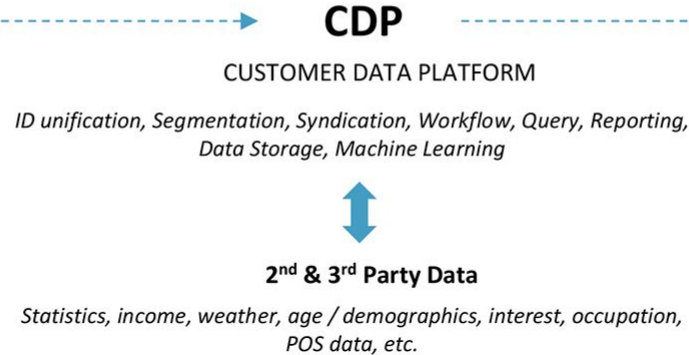 CDP
CUSTOMER DATA PLATFORM
ID unification, Segmentation, Syndication, Workflow, Query, Reporting,
Data Storage, Machine Learning
2nd & 3rd Party Data
Statistics, income, weather, age / demographics, interest, occupation,
POS data, etc.